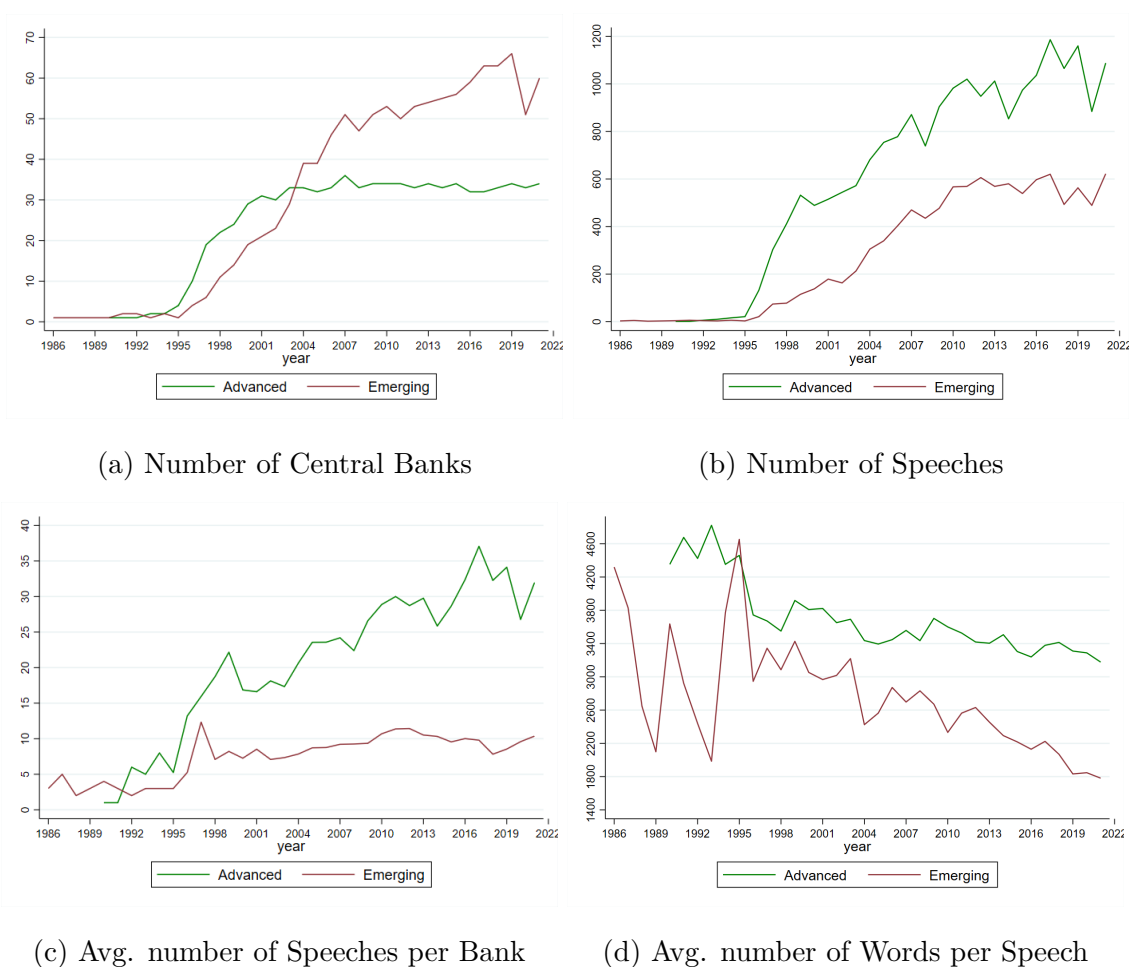 70
60
50
40
30
20
10
0
1986 1989 1992 1995 1998 2001 2004 2007 2010 2013 2016 2019 2022
year
Advanced Emerging
(a) Number of Central Banks
1200
1000
800
600
400
200
0
1986 1989 1992 1995 1998 2001 2004 2007 2010 2013 2016 2019 2022
year
Advanced Emerging
(b) Number of Speeches
40
35
30
25
20
15
10
5
0
1986 1989 1992 1995 1998 2001 2004 2007 2010 2013 2016 2019 2022
year
Advanced Emerging
(c) Avg. number of Speeches per Bank
4600
4200
3800
3400
3000
2600
2200
1800
1400
1986 1989 1992 1995 1998 2001 2004 2007 2010 2013 2016 2019 2022
year
Advanced Emerging
(d) Avg. number of Words per Speech